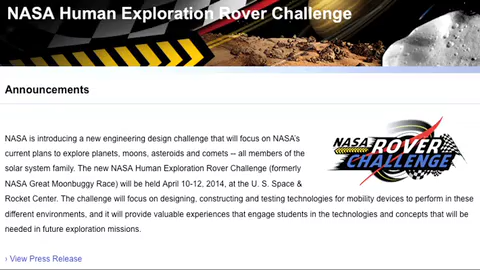 NASA Human Exploration Rover Challenge
Announcements
NASA is introducing a new engineering design challenge that will focus on NASA's
current plans to explore planets, moons, asteroids and comets -- all members of the
solar system family. The new NASA Human Exploration Rover Challenge (formerly
NASA Great Moonbuggy Race) will be held April 10-12, 2014, at the U. S. Space &
Rocket Center. The challenge will focus on designing, constructing and testing technologies for mobility devices to perform in these
different environments, and it will provide valuable experiences that engage students in the technologies and concepts that will be
needed in future exploration missions.
NASA ROVER
CHALLENGE
› View Press Release